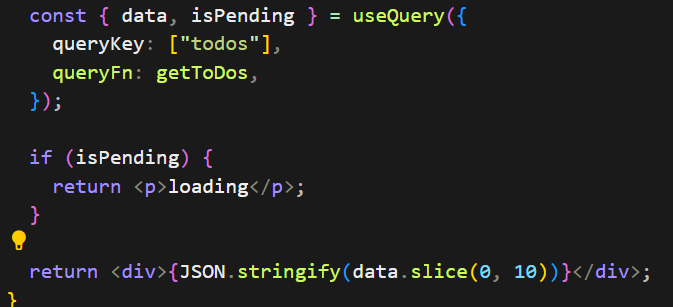 const { data, isPending } = useQuery({
queryKey: ["todos"],
queryFn: getToDos,
});
if (isPending) {
return <p>loading</p>;
}
return <div>{JSON.stringify(data.slice(0, 10))}</div>;
}